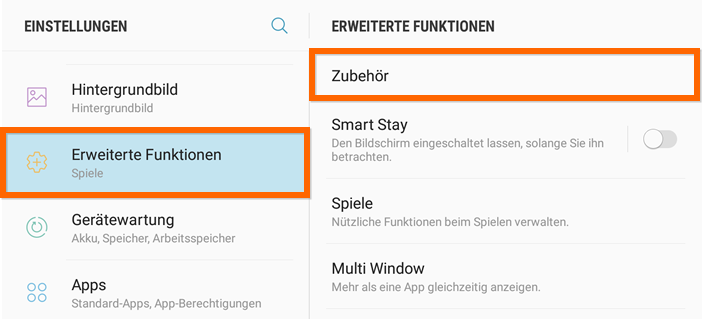 EINSTELLUNGEN
Hintergrundbild
Hintergrundbild
Erweiterte Funktionen
Spiele
Gerätewartung
Akku, Speicher, Arbeitsspeicher
Apps
Standard-Apps, App-Berechtigungen
ERWEITERTE FUNKTIONEN
Zubehör
Smart Stay
Den Bildschirm eingeschaltet lassen, solange Sie ihn
betrachten.
Spiele
Nützliche Funktionen beim Spielen verwalten.
Multi Window
Mehr als eine App gleichzeitig anzeigen.